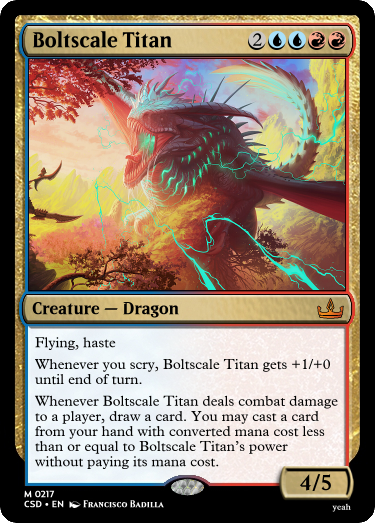 Boltscale Titan 2
Creature — Dragon
Flying, haste
Whenever you scry, Boltscale Titan gets +1/+0
until end of turn.
Whenever Boltscale Titan deals combat damage
to a player, draw a card. You may cast a card
from your hand with converted mana cost less
than or equal to Boltscale Titan's power
without paying its mana cost.
4/5
M 0217
CSD • EN Francisco Badilla
yeah